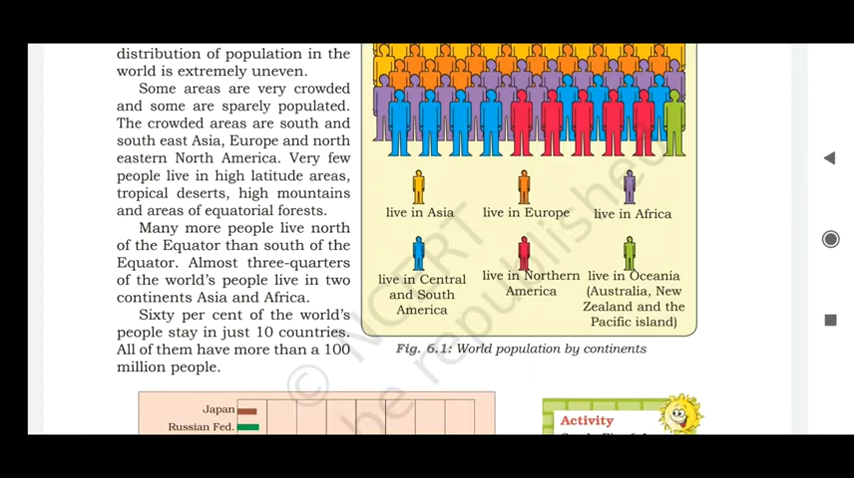 distribution of population in the
world is extremely uneven.
Some areas are very crowded
and some are sparely populated.
The crowded areas are south and
south east Asia, Europe and north
eastern North America. Very few
people live in high latitude areas,
tropical deserts, high mountains
and areas of equatorial forests.
Many more people live north
of the Equator than south of the
Equator. Almost three-quarters
of the world's people live in two
continents Asia and Africa.
Sixty per cent of the world's
people stay in just 10 countries.
All of them have more than a 100
million people.
live in Asia
live in Europe
live in Africa
live in Central
and South
America
live in Northern
America
live in Oceania
(Australia, New
Zealand and the
Pacific island)
Fig. 6.1: World population by continents
© NCERT
be republished
Japan
Russian Fed.
Activity